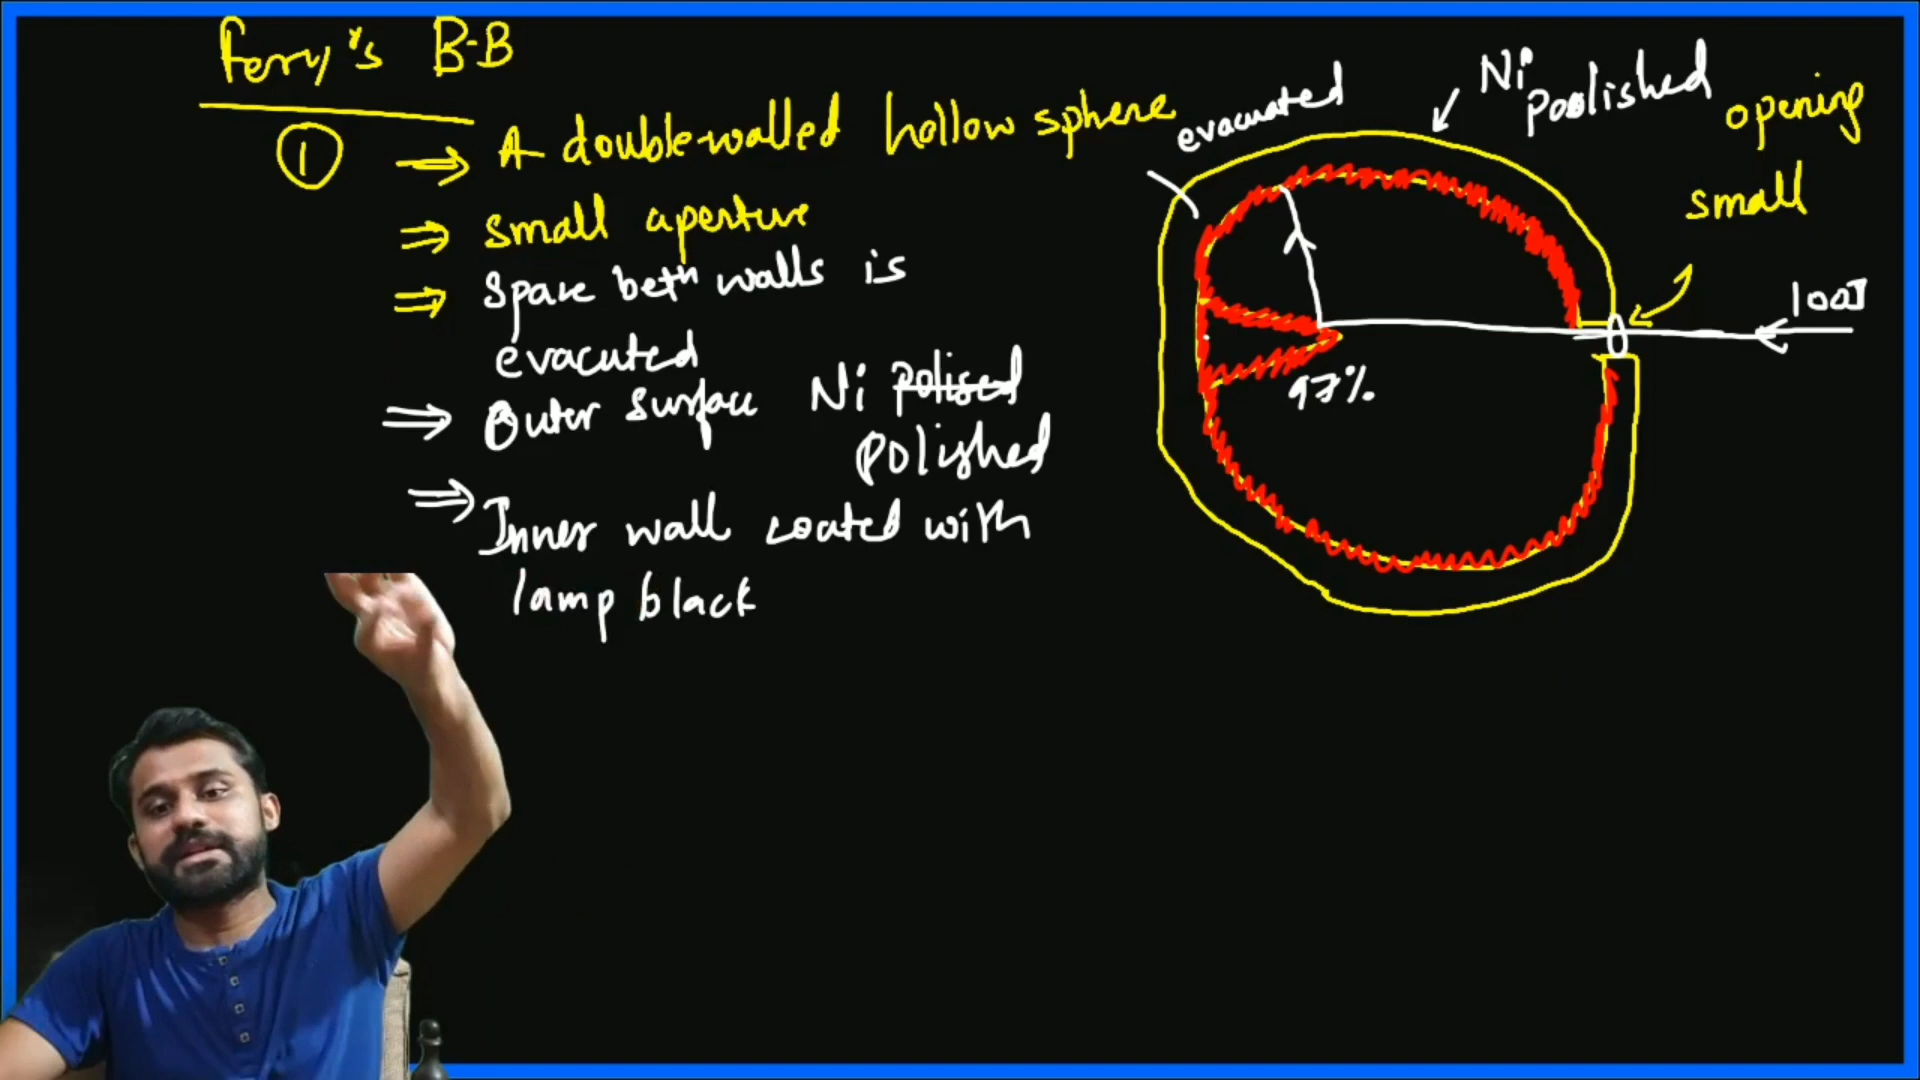 Ferry's B-B
① ⇒ A double-walled hollow sphere
⇒ small aperture
⇒ Space betn walls is
evacuted
⇒ Outer surface Ni polised
polished
⇒ Inner wall coated with
lamp black
evacuated
Ni
poolished
opening
small
100J
97%